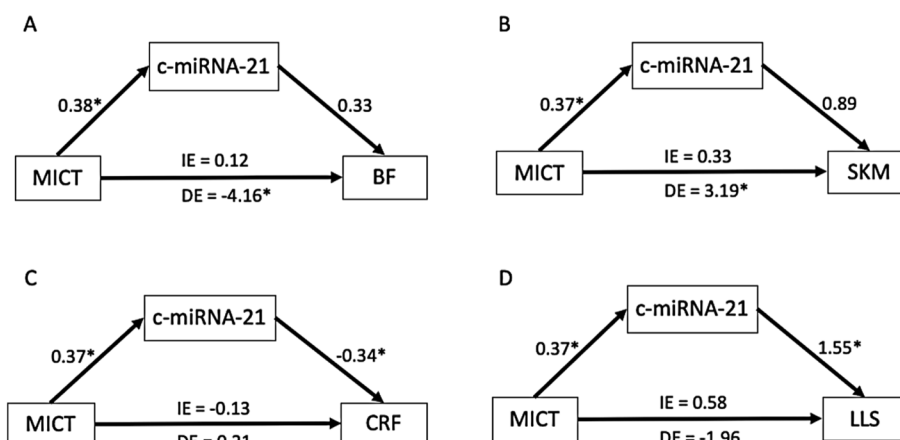 A
c-miRNA-21
0.38*
0.33
MICT
IE = 0.12
DE = -4.16*
BF
B
c-miRNA-21
0.37*
0.89
MICT
IE = 0.33
DE = 3.19*
SKM
C
c-miRNA-21
0.37*
-0.34*
MICT
IE = -0.13
DE = 0.21
CRF
D
c-miRNA-21
0.37*
1.55*
MICT
IE = 0.58
DE = -1.96
LLS